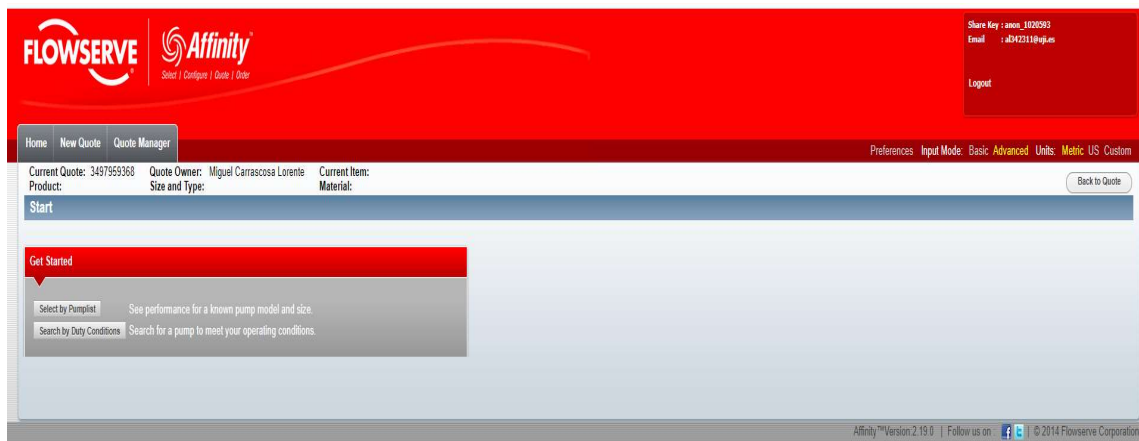 FLOWSERVE
Affinity
Select | Configure | Quote | Order
Share Key : anon_1020593
Email : al342311@uji.es
Logout
Home New Quote Quote Manager
Preferences Input Mode: Basic Advanced Units: Metric US Custom
Current Quote: 3497959368 Quote Owner: Miguel Carrascosa Lorente Current Item:
Product: Size and Type: Material:
Back to Quote
Start
Get Started
Select by Pumplist See performance for a known pump model and size.
Search by Duty Conditions Search for a pump to meet your operating conditions.
Affinity™Version:2.19.0 | Follow us on | © 2014 Flowserve Corporation